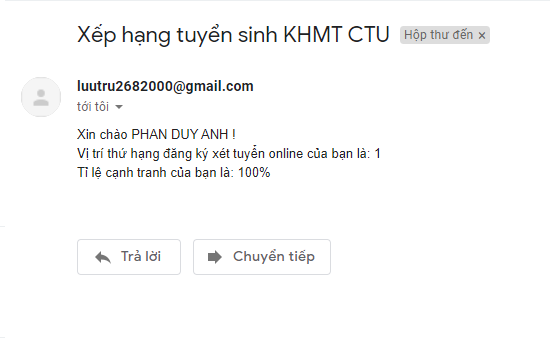 Xếp hạng tuyển sinh KHMT CTU Hộp thư đến ×
luutru2682000@gmail.com
tới tôi
Xin chào PHAN DUY ANH !
Vị trí thứ hạng đăng ký xét tuyển online của bạn là: 1
Tỉ lệ cạnh tranh của bạn là: 100%
Trả lời
Chuyển tiếp